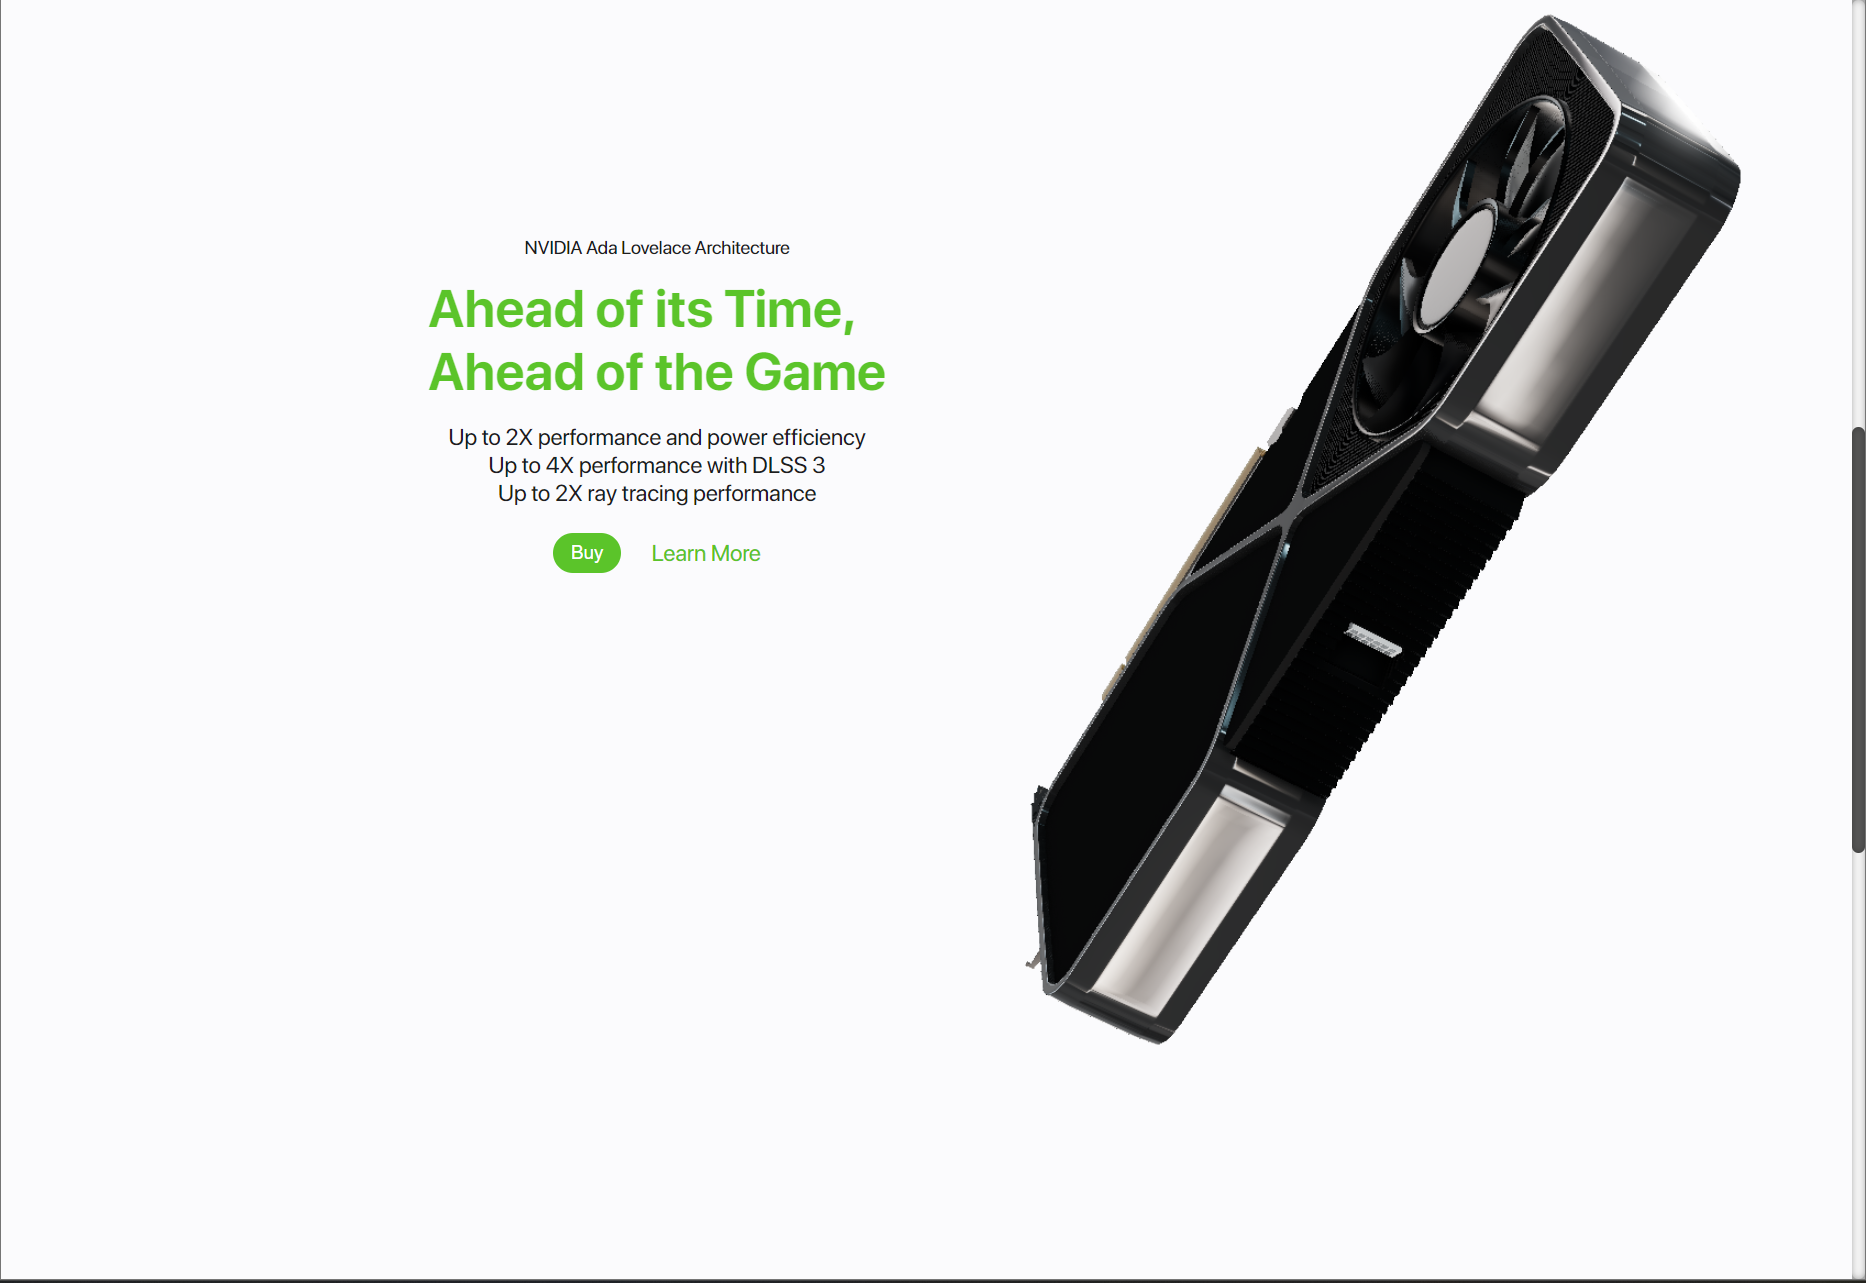 NVIDIA Ada Lovelace Architecture
Ahead of its Time,
Ahead of the Game
Up to 2X performance and power efficiency
Up to 4X performance with DLSS 3
Up to 2X ray tracing performance
Buy
Learn More